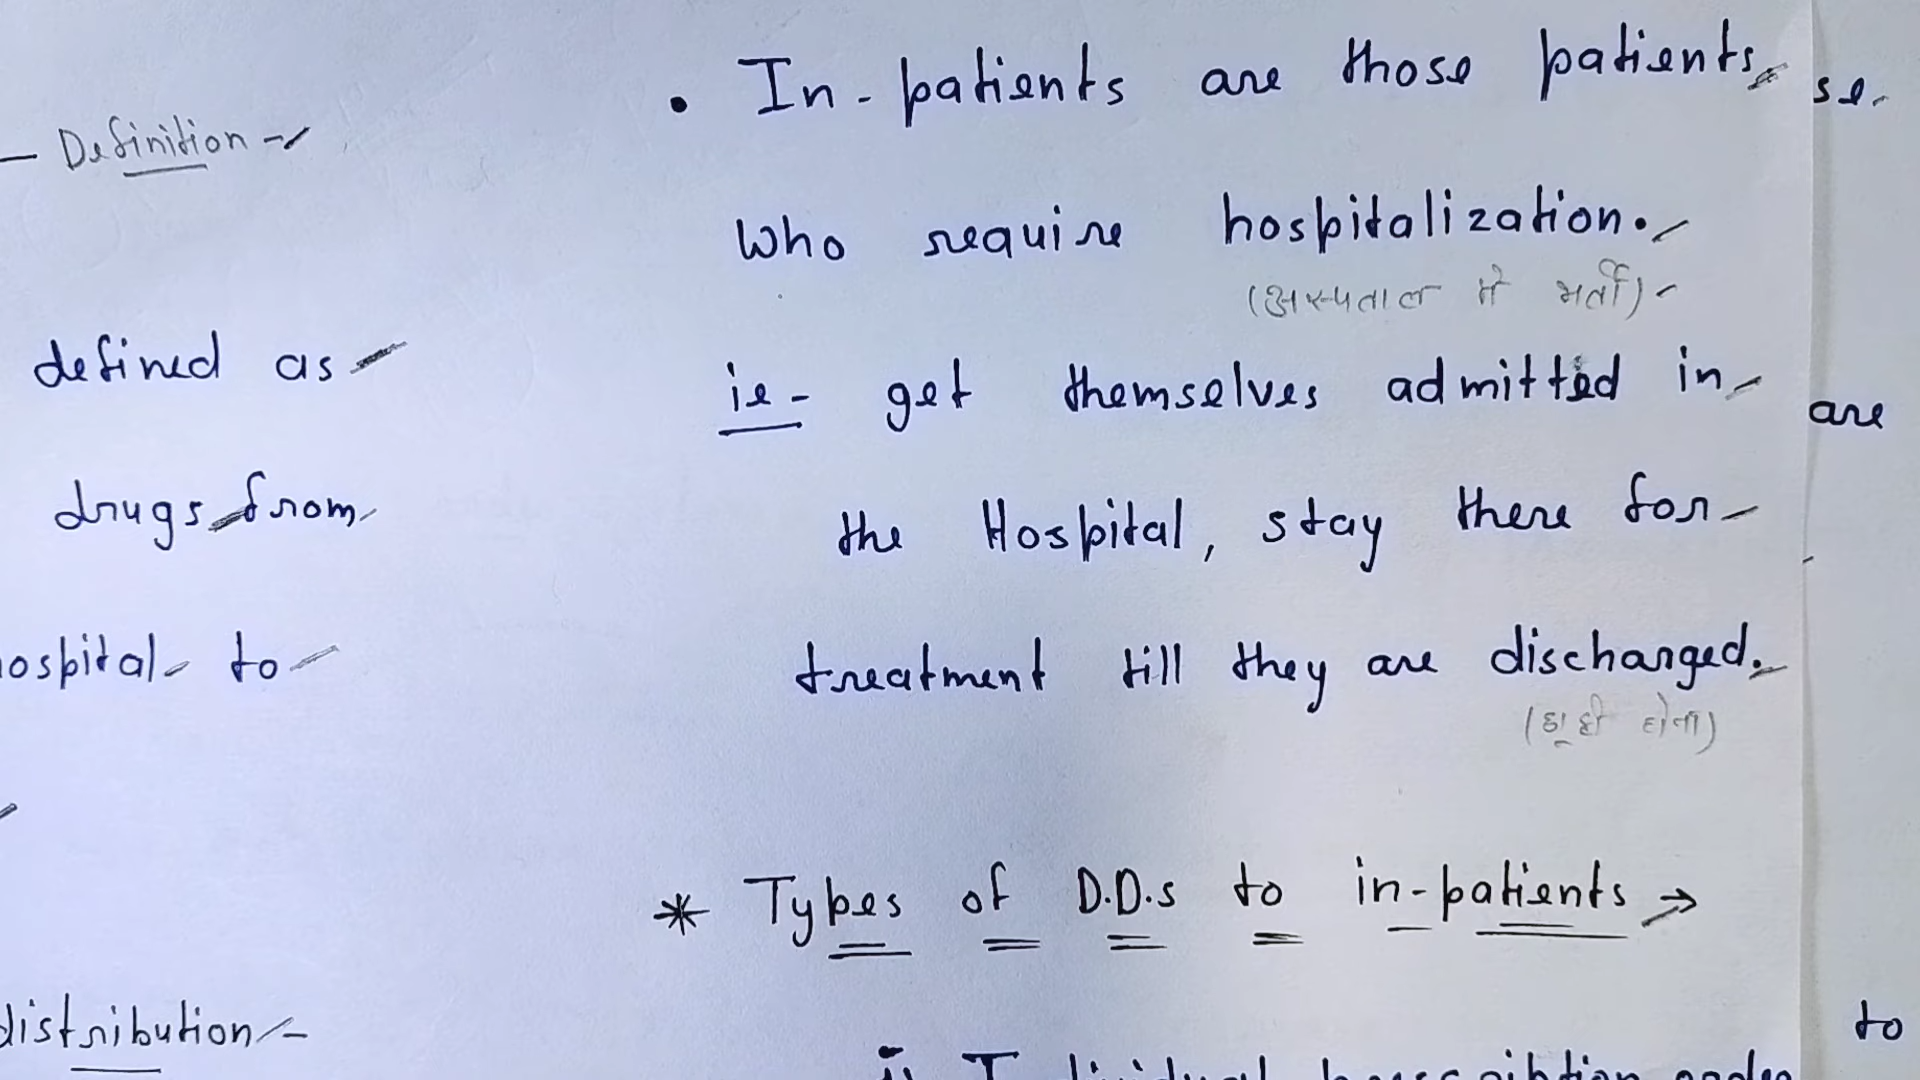 — Definition -
defined as
drugs from
ospital to
distribution -
• In-patients are those patients
who require hospitalization.
(अस्पताल में भर्ती)
ie- get themselves admitted in
the Hospital, stay there for
treatment till they are discharged.
(छुट्टी होना)
* Types of D.D.s to in-patients →
prescription order
se.
are
to